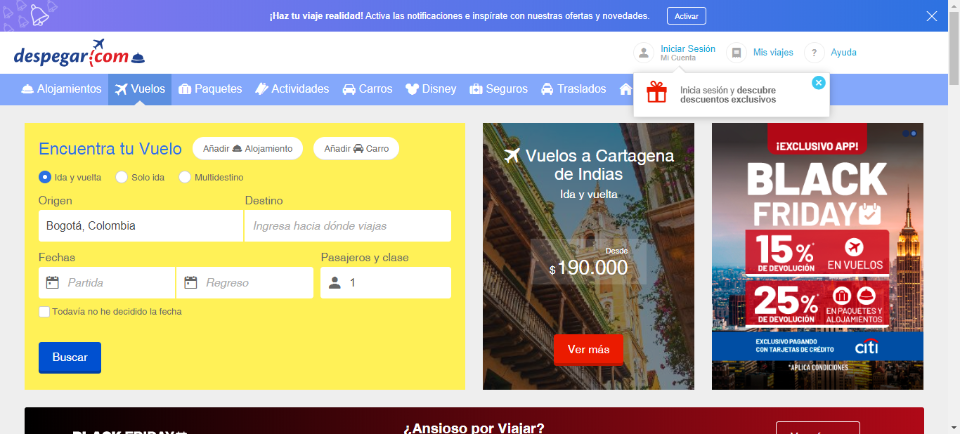 ¡Haz tu viaje realidad! Activa las notificaciones e inspírate con nuestras ofertas y novedades. Activar
despegar.com
Iniciar Sesión
Mi Cuenta
Mis viajes
? Ayuda
Alojamientos Vuelos Paquetes Actividades Carros Disney Seguros Traslados
Inicia sesión y descubre
descuentos exclusivos
Encuentra tu Vuelo
Añadir Alojamiento
Añadir Carro
Ida y vuelta Solo ida Multidestino
Origen Destino
Bogotá, Colombia Ingresa hacia dónde viajas
Fechas Pasajeros y clase
Partida Regreso 1
Todavía no he decidido la fecha
Buscar
Vuelos a Cartagena
de Indias
Ida y vuelta
Desde
$190.000
Ver más
¡EXCLUSIVO APP!
BLACK
FRIDAY
15%*
DE DEVOLUCIÓN
EN VUELOS
25%*
DE DEVOLUCIÓN
EN PAQUETES
Y ALOJAMIENTOS
EXCLUSIVO PAGANDO
CON TARJETAS DE CRÉDITO
citi
*APLICA CONDICIONES
¿Ansioso por Viajar?